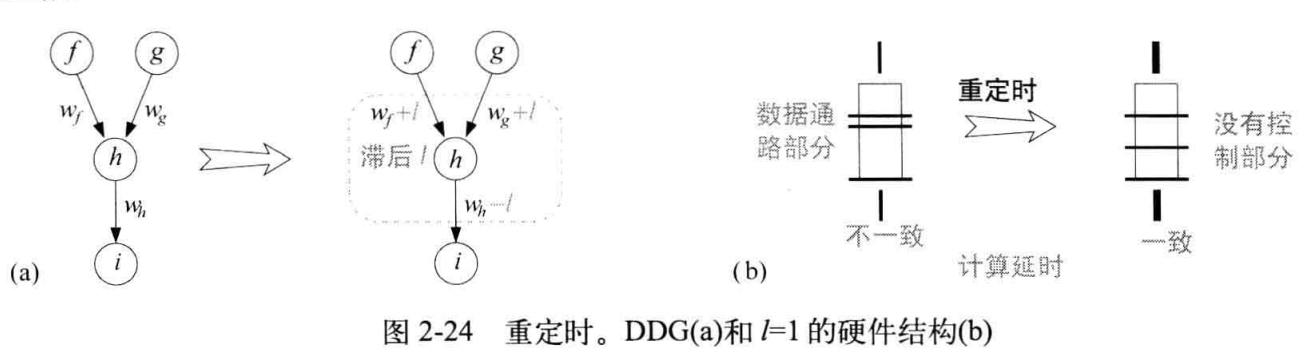 (a)
f g
w_f w_g
h
w_h
i
f g
w_f+l w_g+l
滞后 l h
w_h-l
i
(b)
数据通
路部分
不一致
重定时
计算延时
没有控
制部分
一致
图 2-24 重定时。DDG(a)和 l=1 的硬件结构(b)